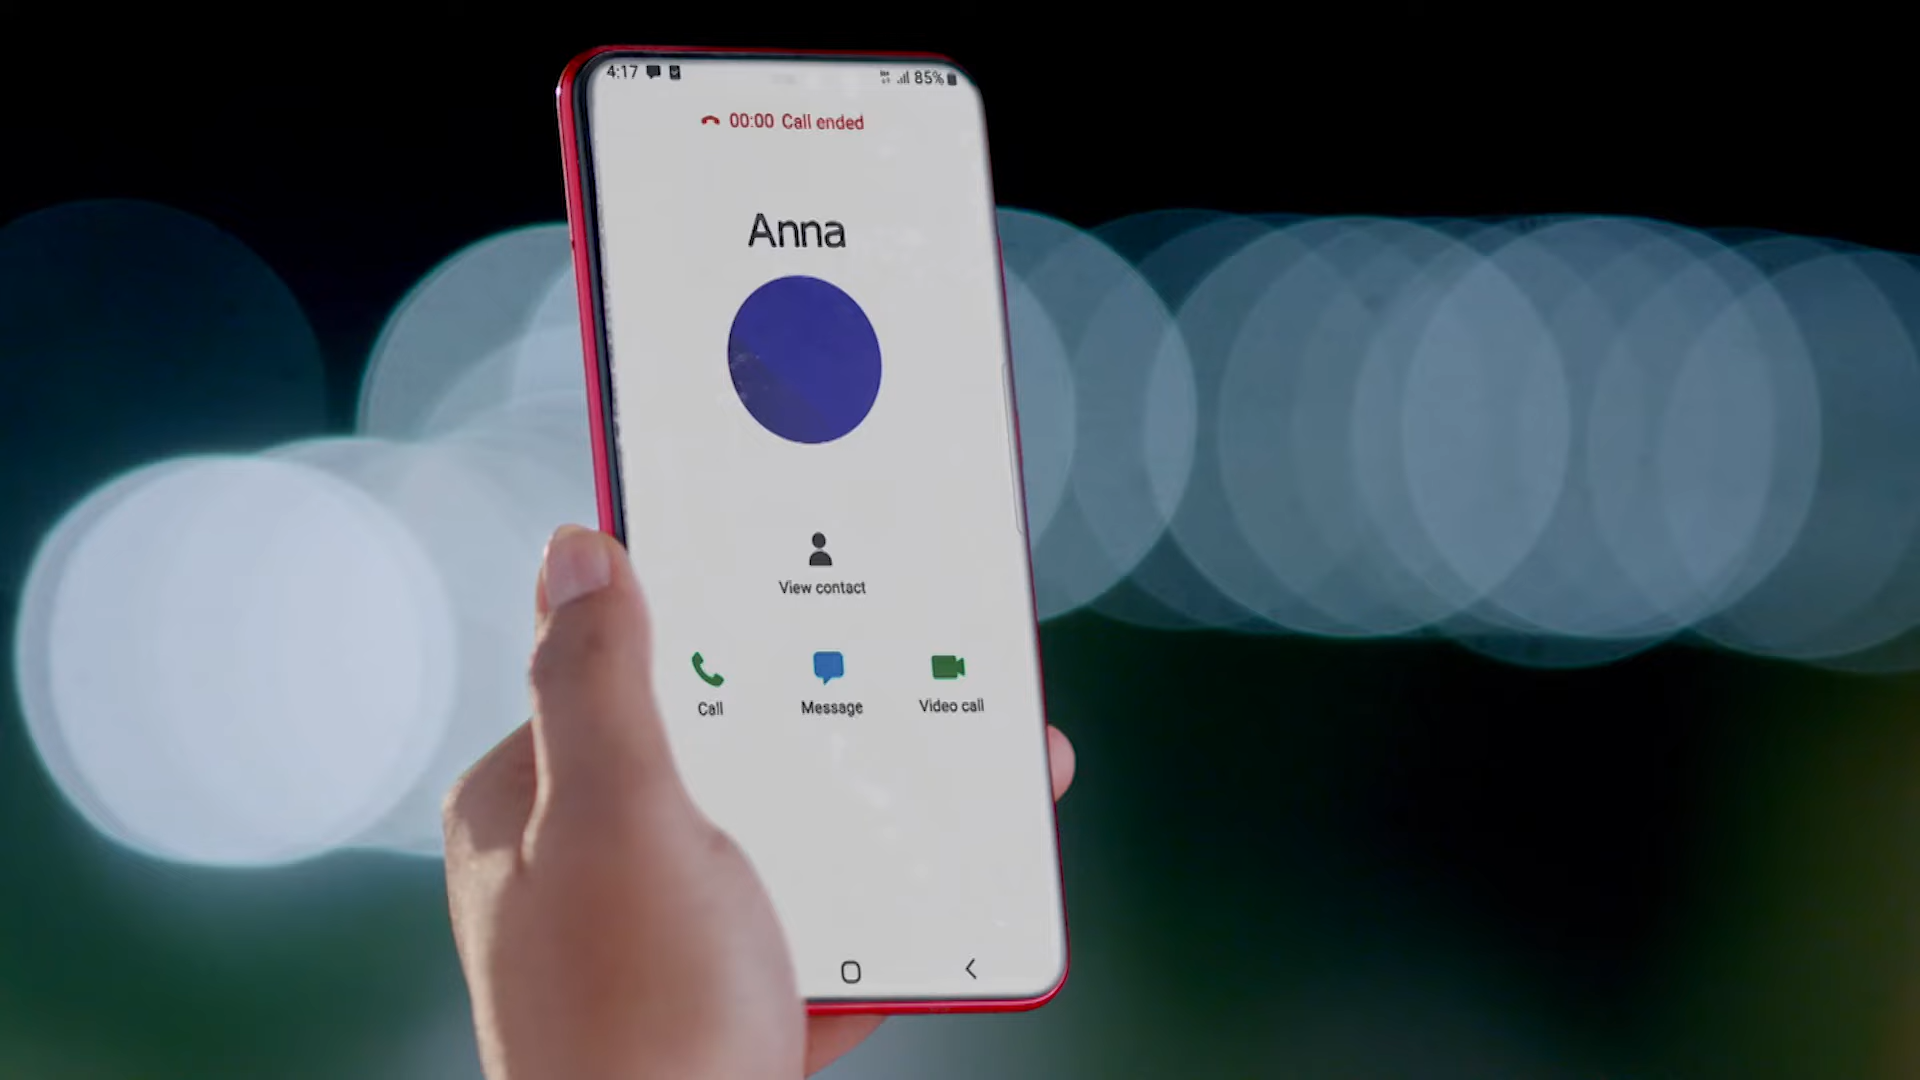 4:17 85%
00:00 Call ended
Anna
View contact
Call Message Video call